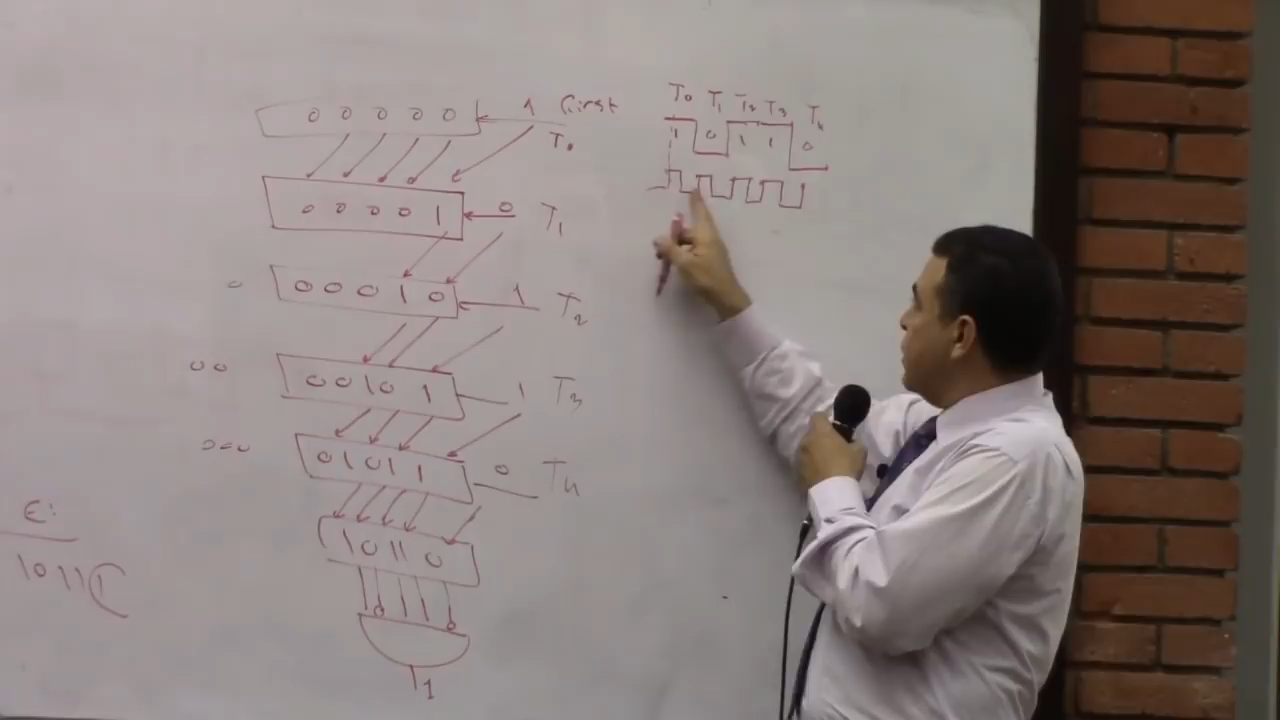 0 0 0 0 0 1 first
T0
0 0 0 0 1 0 T1
0 0 0 0 1 0 1 T2
0 0 0 0 1 0 1 1 T3
0 0 0 0 1 0 1 1 0 T4
1 0 1 1 0
1
T0 T1 T2 T3 T4
1 0 1 1 0